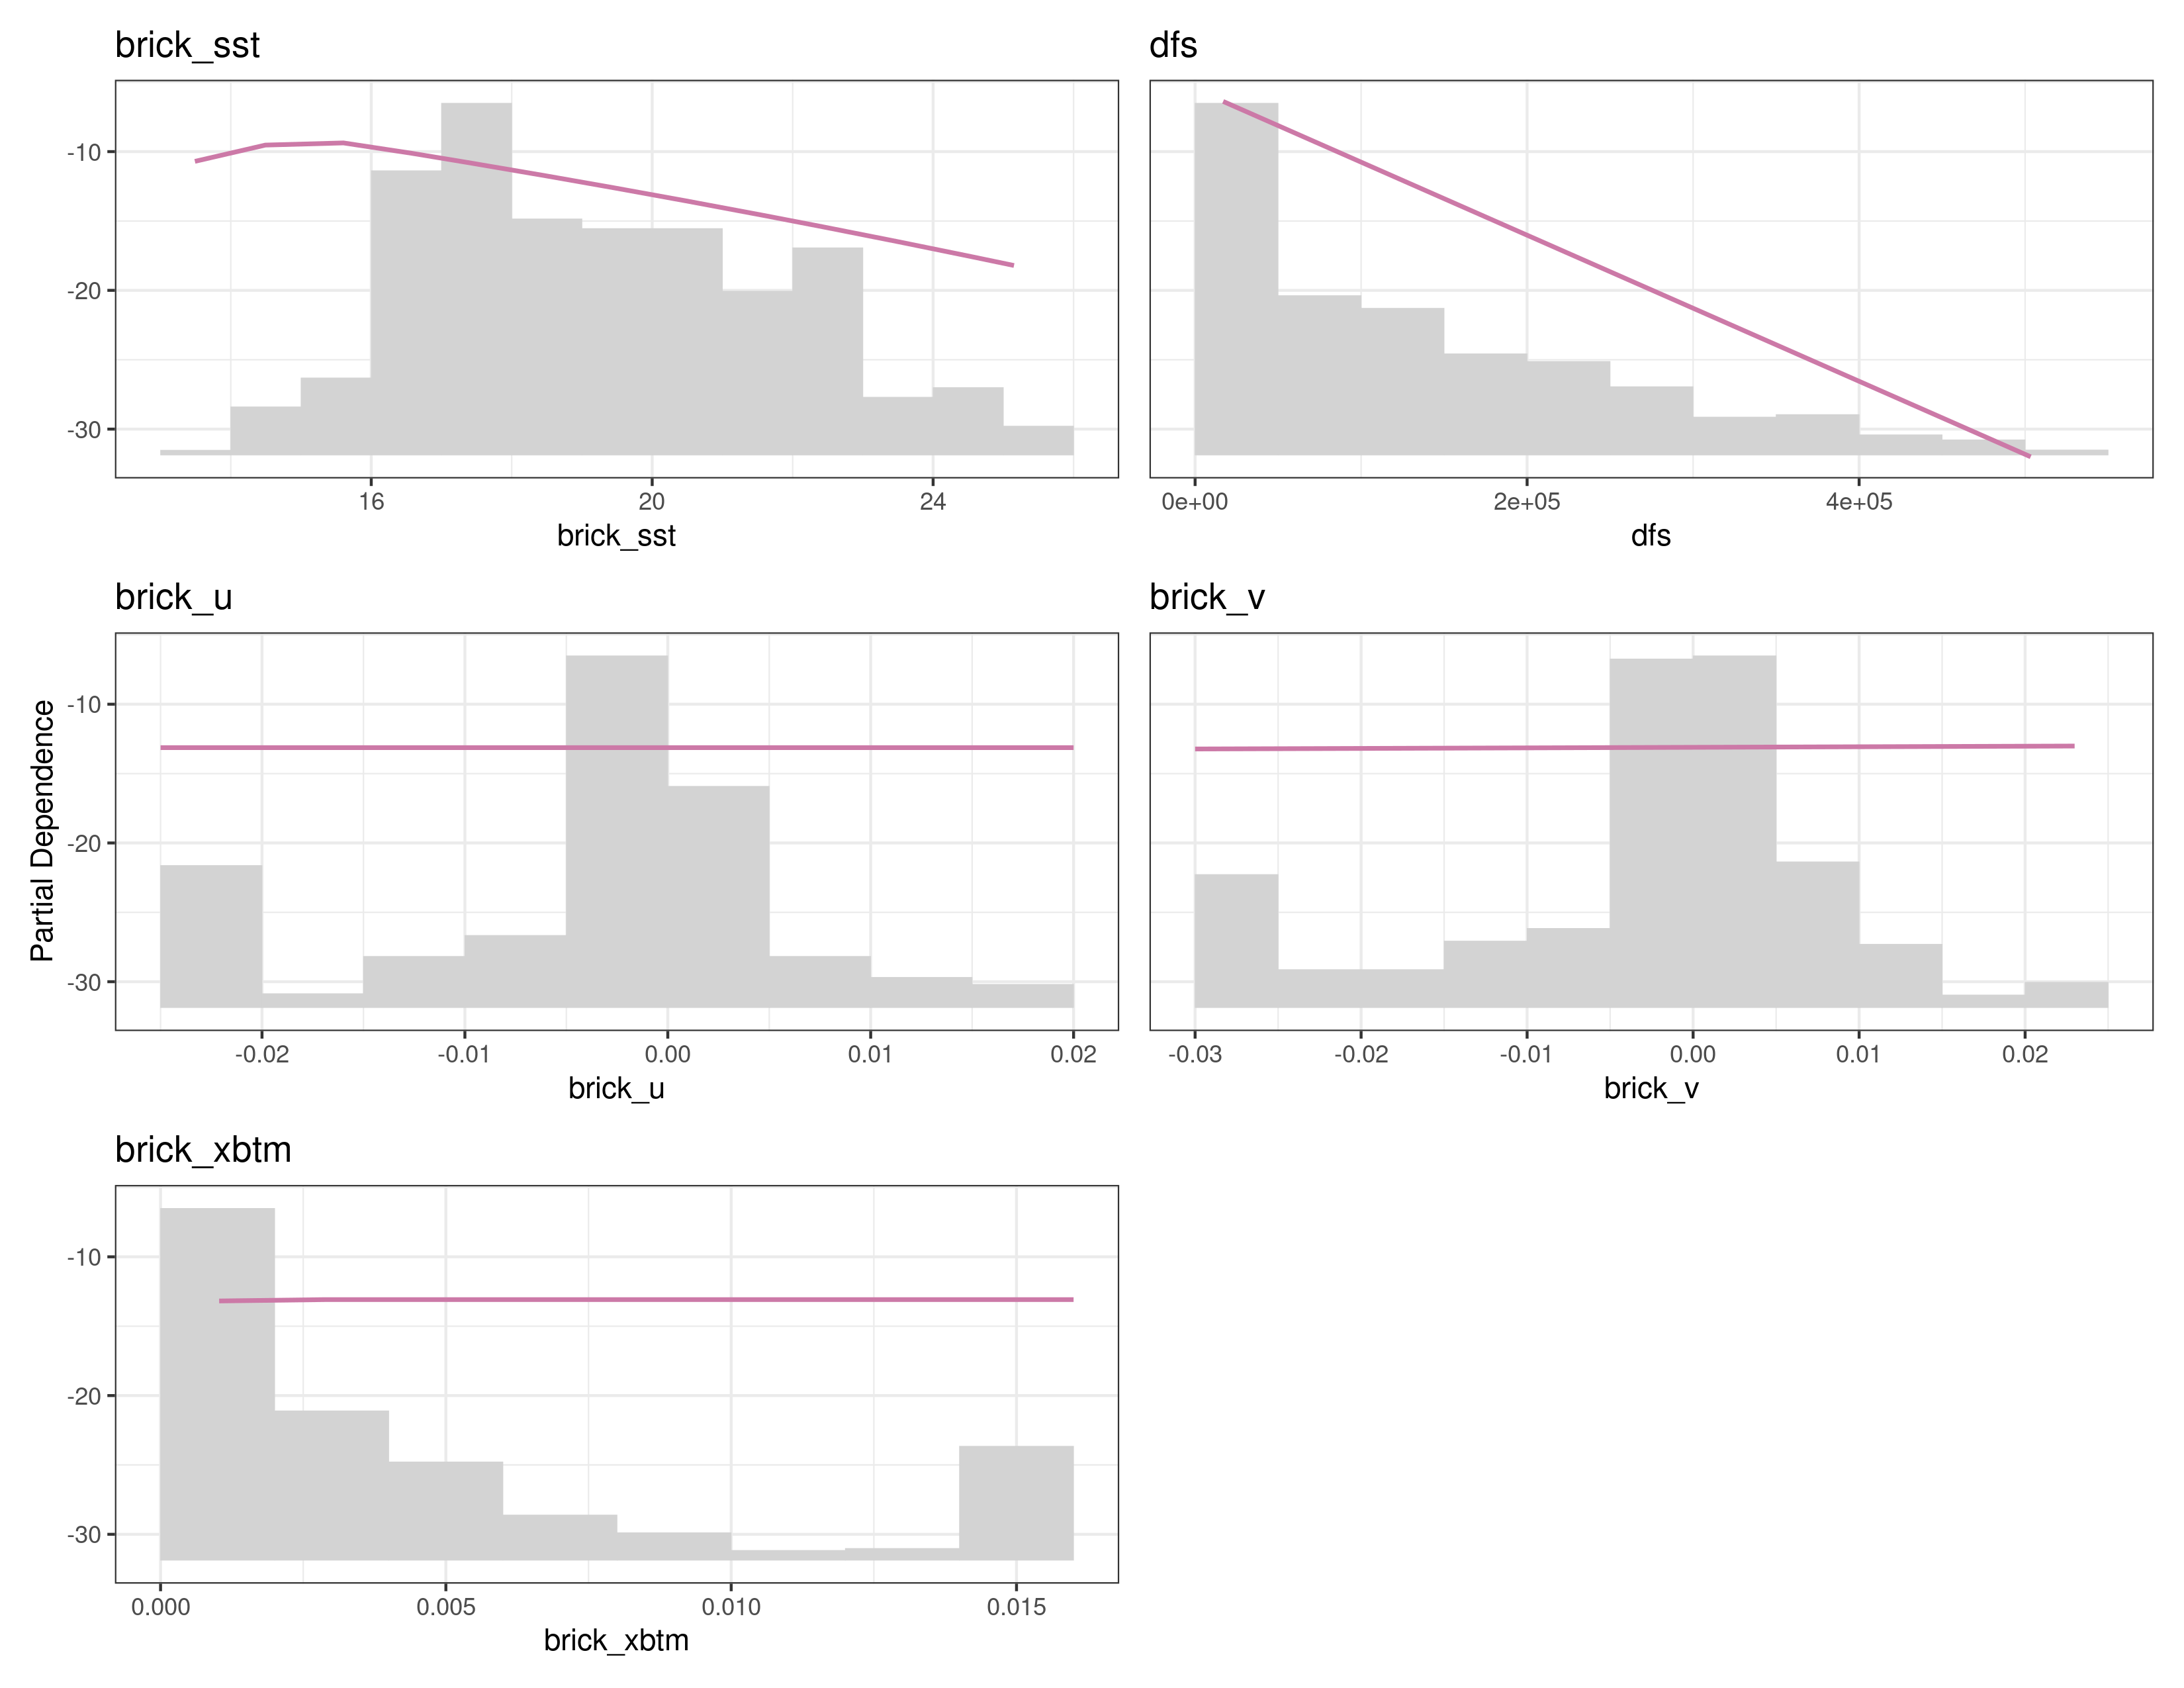 brick_sst
-10
-20
-30
16 20 24
brick_sst
dfs
0e+00 2e+05 4e+05
dfs
brick_u
Partial Dependence
-10
-20
-30
-0.02 -0.01 0.00 0.01 0.02
brick_u
brick_v
-0.03 -0.02 -0.01 0.00 0.01 0.02
brick_v
brick_xbtm
-10
-20
-30
0.000 0.005 0.010 0.015
brick_xbtm